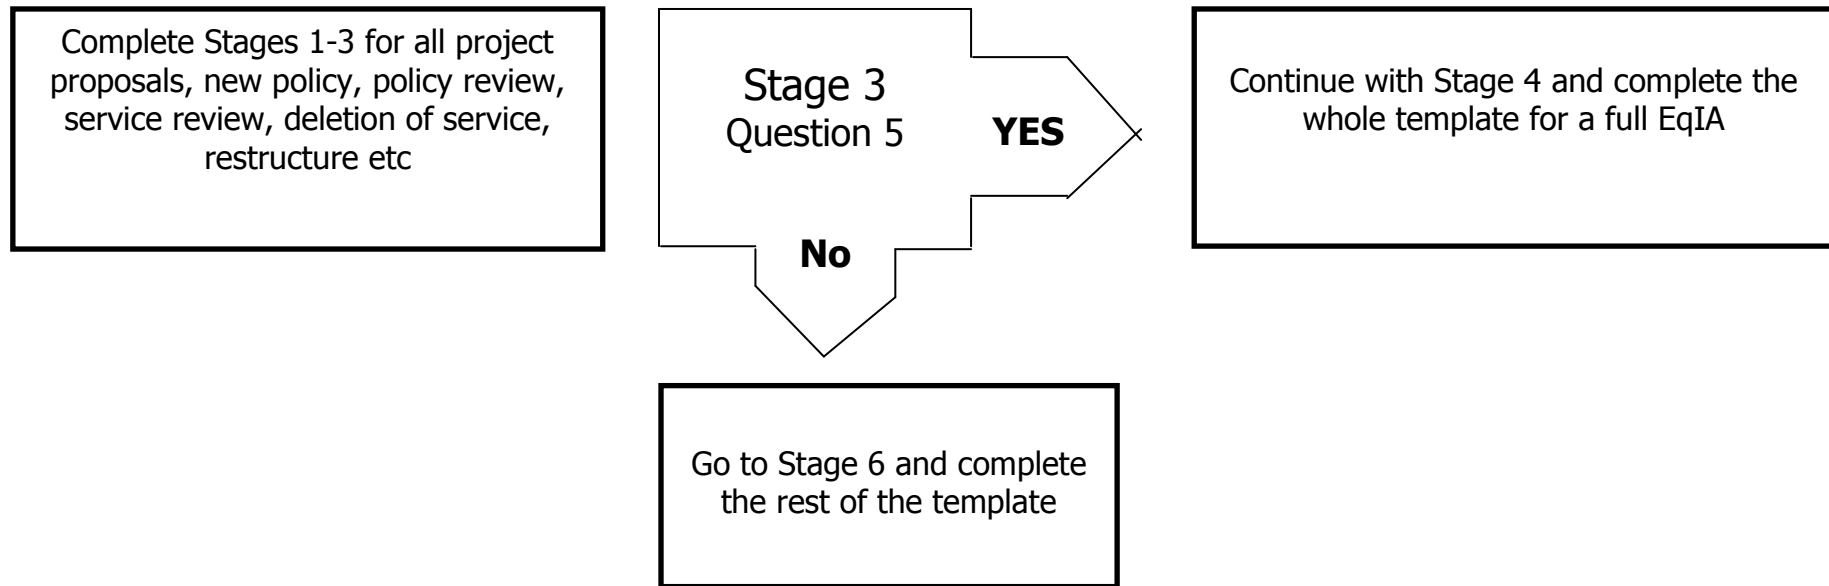 Complete Stages 1-3 for all project
proposals, new policy, policy review,
service review, deletion of service,
restructure etc
Stage 3
Question 5
YES
No
Continue with Stage 4 and complete the
whole template for a full EqIA
Go to Stage 6 and complete
the rest of the template